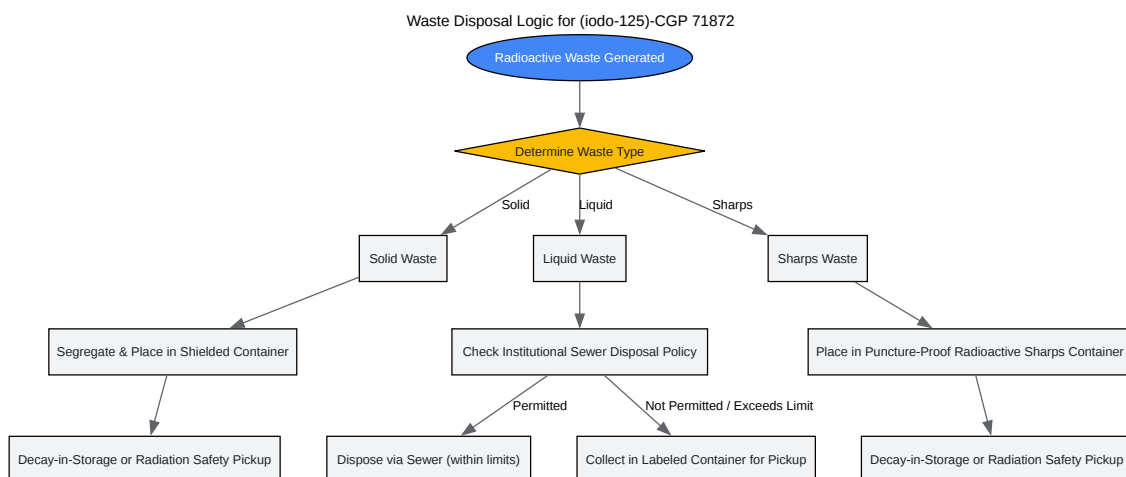 Waste Disposal Logic for (iodo-125)-CGP 71872
Radioactive Waste Generated
Determine Waste Type
Solid
Liquid
Sharps
Solid Waste
Liquid Waste
Sharps Waste
Segregate & Place in Shielded Container
Check Institutional Sewer Disposal Policy
Place in Puncture-Proof Radioactive Sharps Container
Permitted
Not Permitted / Exceeds Limit
Decay-in-Storage or Radiation Safety Pickup
Dispose via Sewer (within limits)
Collect in Labeled Container for Pickup
Decay-in-Storage or Radiation Safety Pickup